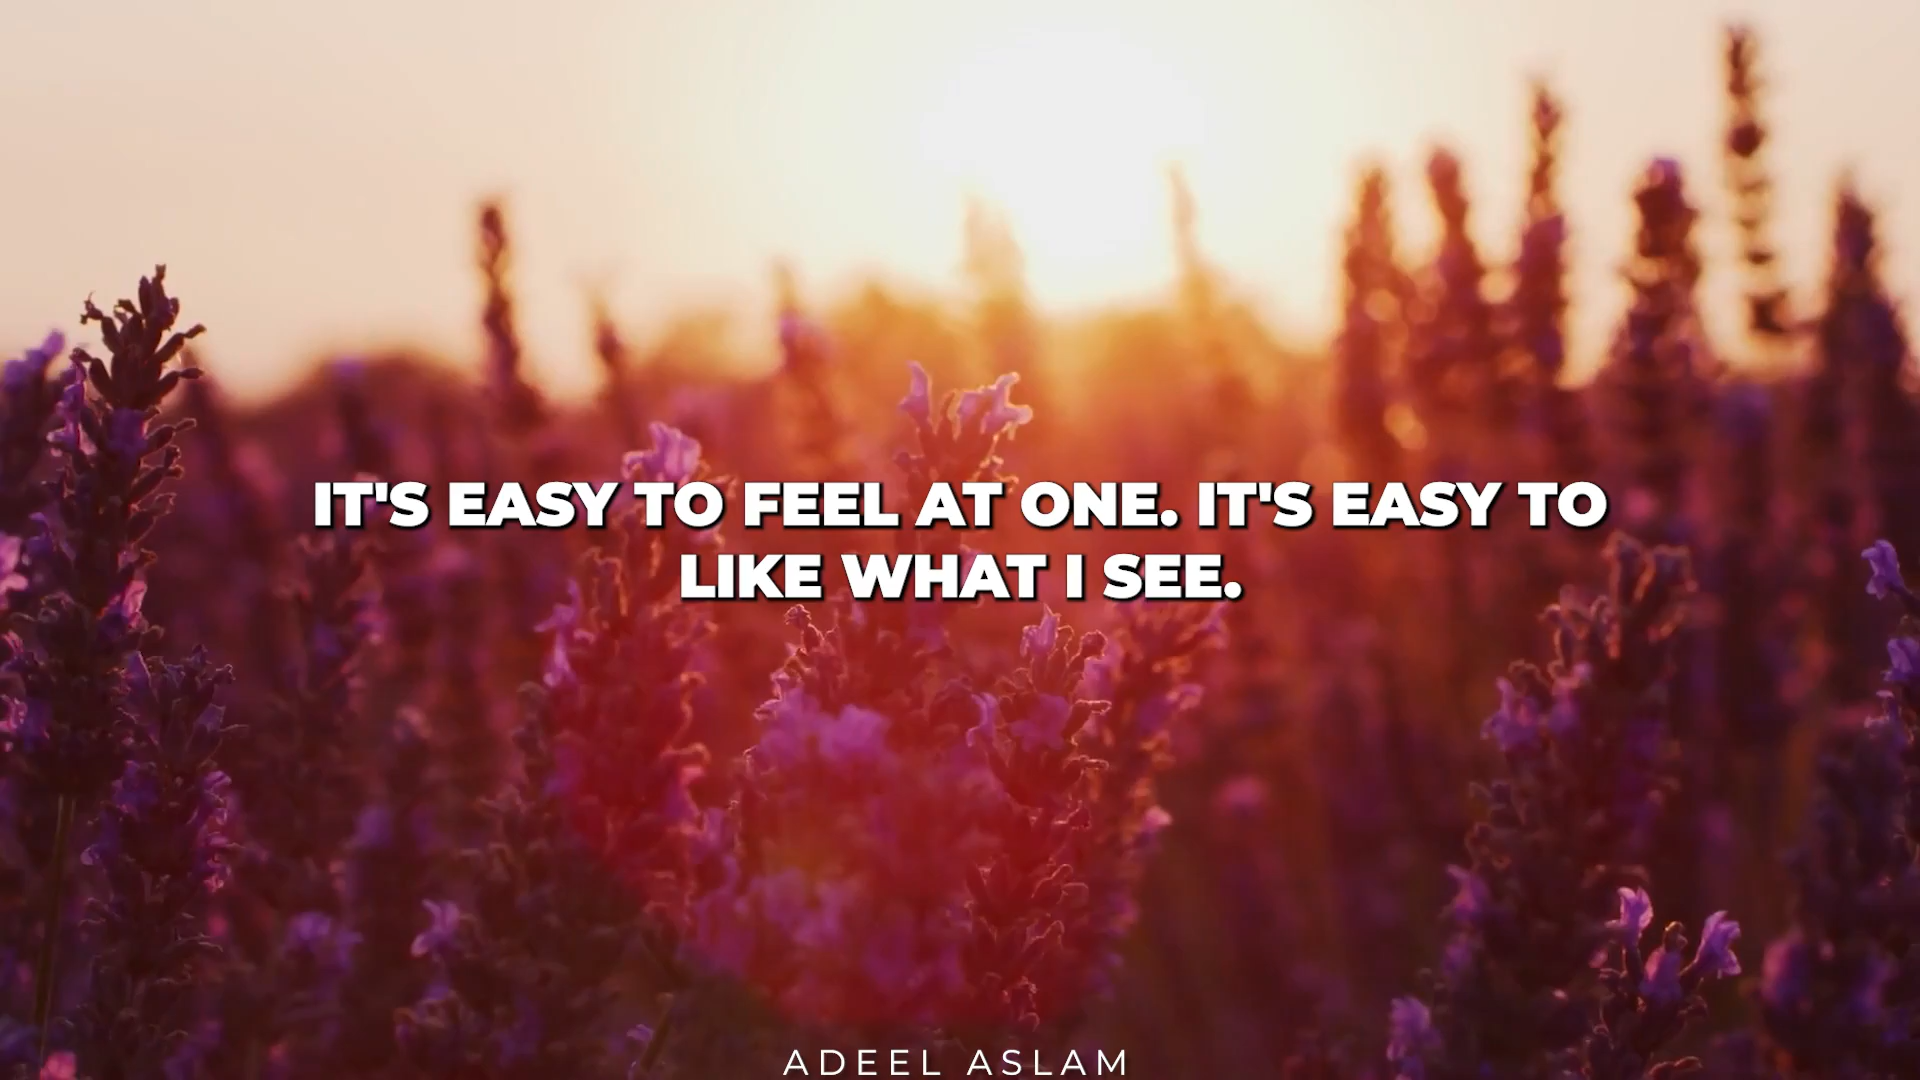 IT'S EASY TO FEEL AT ONE. IT'S EASY TO
LIKE WHAT I SEE.
ADEEL ASLAM